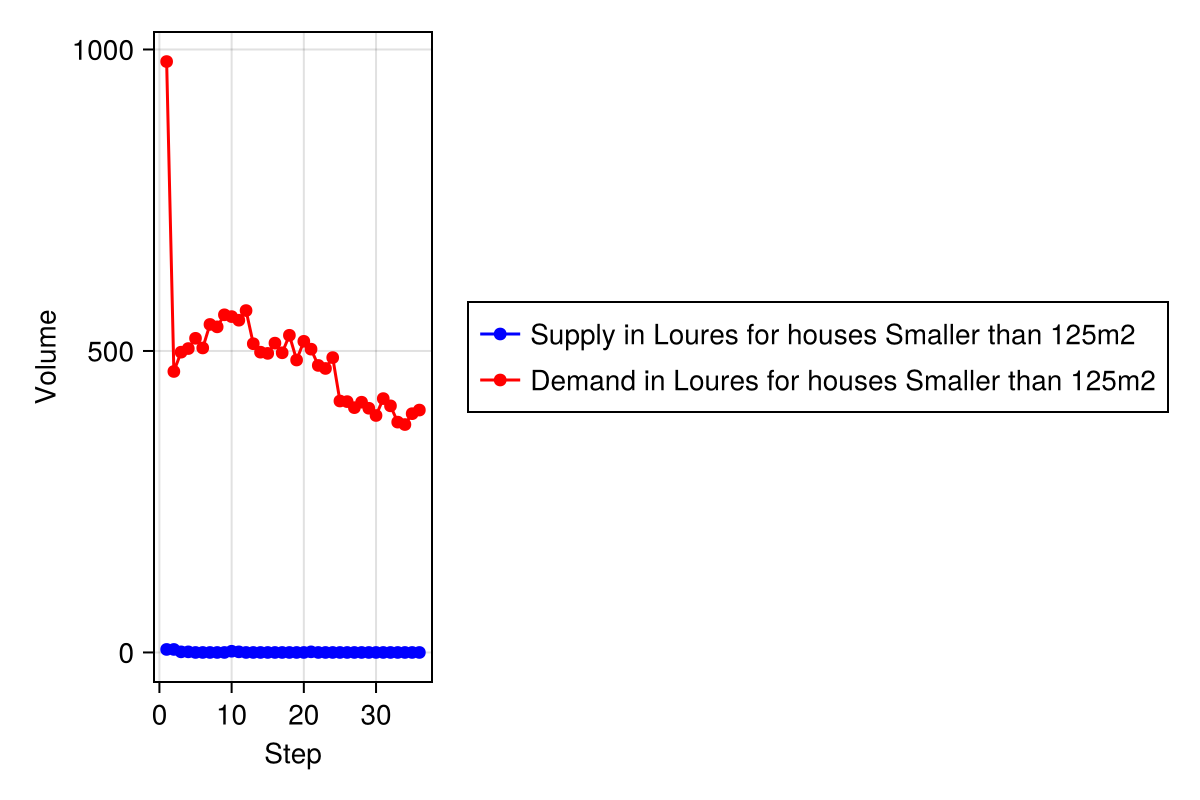 1000
500
0
Volume
0 10 20 30
Step
Supply in Loures for houses Smaller than 125m2
Demand in Loures for houses Smaller than 125m2